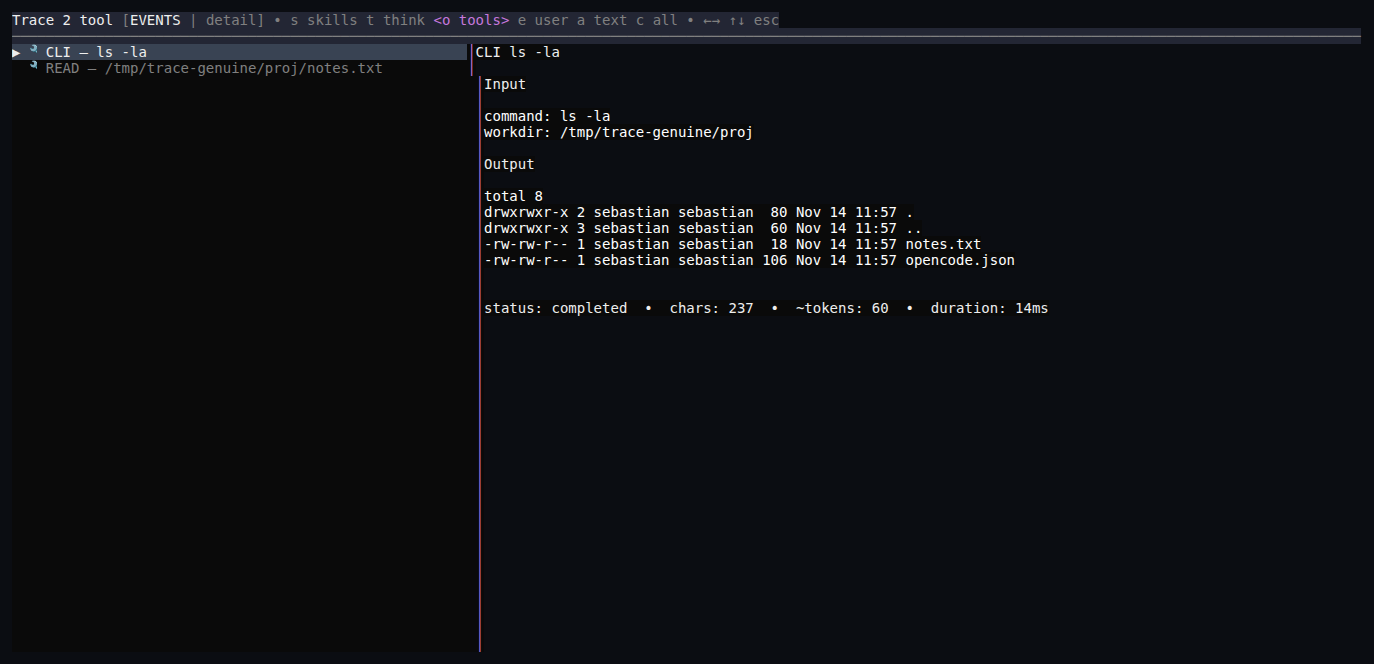 Trace 2 tool [EVENTS | detail] • s skills t think <o tools> e user a text c all • ←→ ↑↓ esc
▶ CLI — ls -la
READ — /tmp/trace-genuine/proj/notes.txt
CLI ls -la
Input
command: ls -la
workdir: /tmp/trace-genuine/proj
Output
total 8
drwxrwxr-x 2 sebastian sebastian  80 Nov 14 11:57 .
drwxrwxr-x 3 sebastian sebastian  60 Nov 14 11:57 ..
-rw-rw-r-- 1 sebastian sebastian  18 Nov 14 11:57 notes.txt
-rw-rw-r-- 1 sebastian sebastian 106 Nov 14 11:57 opencode.json
status: completed  •  chars: 237  •  ~tokens: 60  •  duration: 14ms